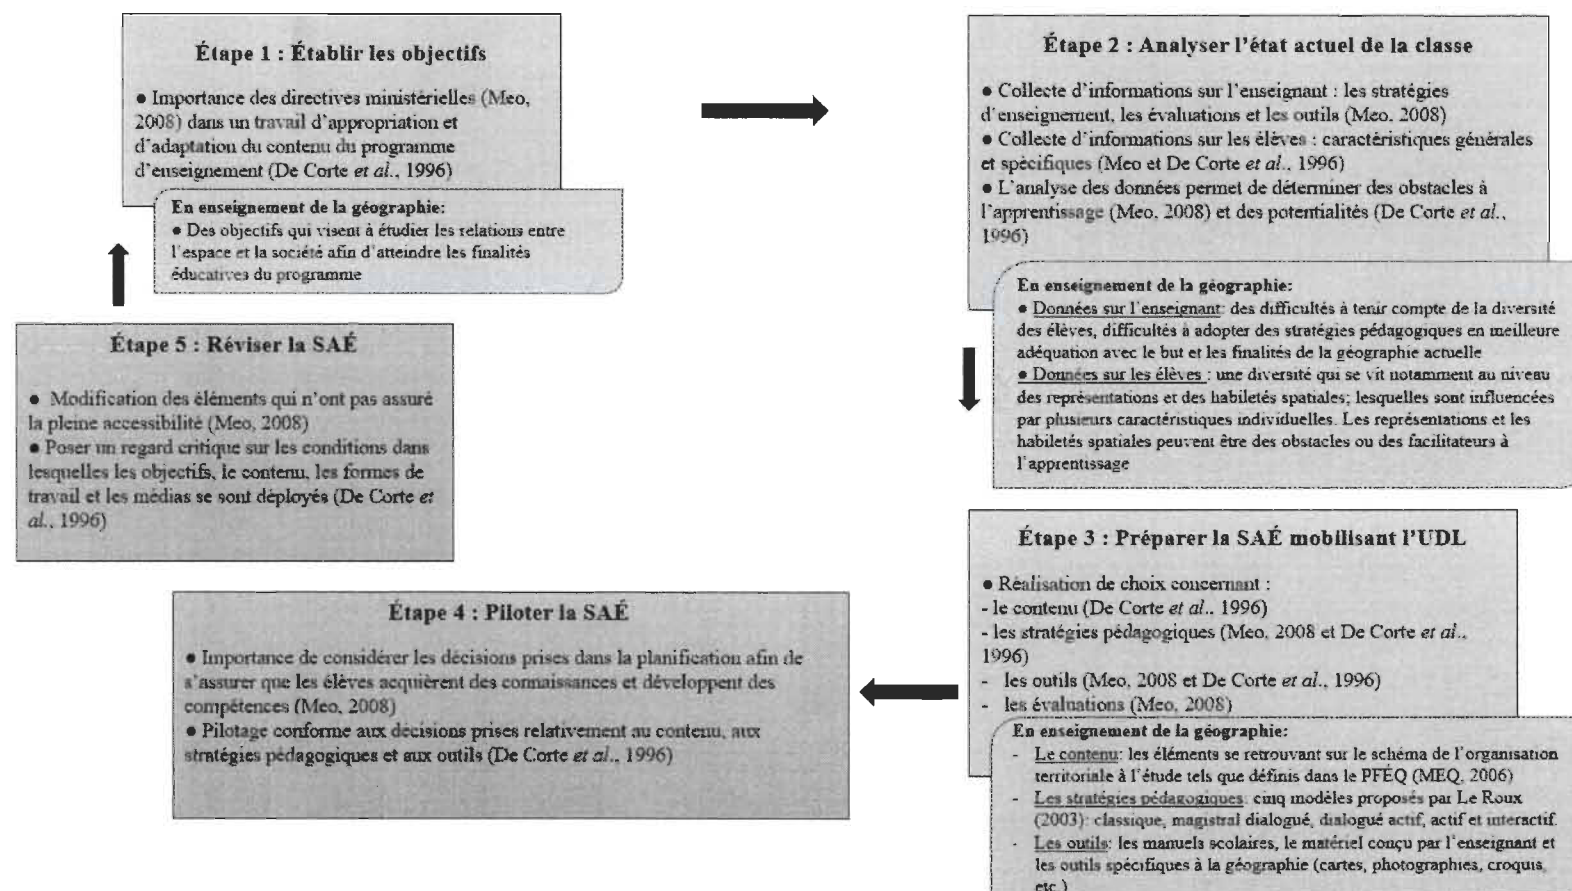 Étape 1 : Établir les objectifs
● Importance des directives ministérielles (Meo,
2008) dans un travail d'appropriation et
d'adaptation du contenu du programme
d'enseignement (De Corte et al., 1996)
En enseignement de la géographie:
● Des objectifs qui visent à étudier les relations entre
l'espace et la société afin d'atteindre les finalités
éducatives du programme
Étape 2 : Analyser l'état actuel de la classe
● Collecte d'informations sur l'enseignant : les stratégies
d'enseignement, les évaluations et les outils (Meo. 2008)
● Collecte d'informations sur les élèves : caractéristiques générales
et spécifiques (Meo et De Corte et al., 1996)
● L'analyse des données permet de déterminer des obstacles à
l'apprentissage (Meo. 2008) et des potentialités (De Corte et al.,
1996)
En enseignement de la géographie:
● Données sur l'enseignant: des difficultés à tenir compte de la diversité
des élèves, difficultés à adopter des stratégies pédagogiques en meilleure
adéquation avec le but et les finalités de la géographie actuelle
● Données sur les élèves : une diversité qui se vit notamment au niveau
des représentations et des habiletés spatiales; lesquelles sont influencées
par plusieurs caractéristiques individuelles. Les représentations et les
habiletés spatiales peuvent être des obstacles ou des facilitateurs à
l'apprentissage
Étape 3 : Préparer la SAÉ mobilisant l'UDL
● Réalisation de choix concernant :
- le contenu (De Corte et al.. 1996)
- les stratégies pédagogiques (Meo. 2008 et De Corte et al..
1996)
- les outils (Meo, 2008 et De Corte et al., 1996)
- les évaluations (Meo, 2008)
En enseignement de la géographie:
- Le contenu: les éléments se retrouvant sur le schéma de l'organisation
territoriale à l'étude tels que définis dans le PFÉQ (MEQ, 2006)
- Les stratégies pédagogiques: cinq modèles proposés par Le Roux
(2003): classique, magistral dialogué, dialogué actif, actif et interactif.
- Les outils: les manuels scolaires, le matériel conçu par l'enseignant et
les outils spécifiques à la géographie (cartes, photographies, croquis,
etc.)
Étape 4 : Piloter la SAÉ
● Importance de considérer les décisions prises dans la planification afin de
s'assurer que les élèves acquièrent des connaissances et développent des
compétences (Meo, 2008)
● Pilotage conforme aux décisions prises relativement au contenu, aux
stratégies pédagogiques et aux outils (De Corte et al., 1996)
Étape 5 : Réviser la SAÉ
● Modification des éléments qui n'ont pas assuré
la pleine accessibilité (Meo, 2008)
● Poser un regard critique sur les conditions dans
lesquelles les objectifs, le contenu, les formes de
travail et les médias se sont déployés (De Corte et
al., 1996)